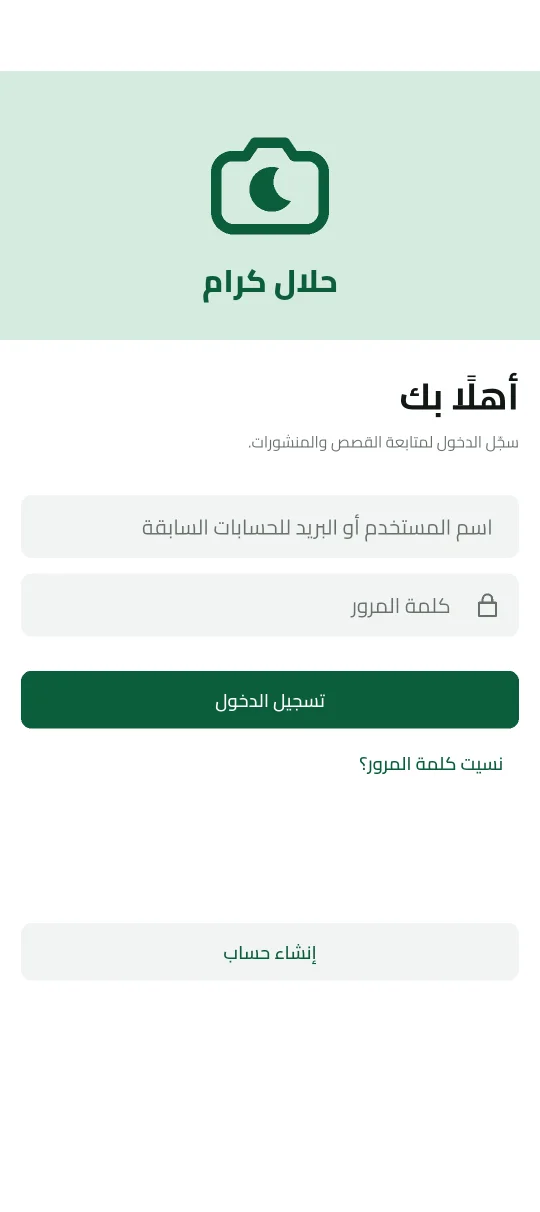 حلال كرام
أهلًا بك
سجّل الدخول لمتابعة القصص والمنشورات.
اسم المستخدم أو البريد للحسابات السابقة
كلمة المرور
تسجيل الدخول
نسيت كلمة المرور؟
إنشاء حساب